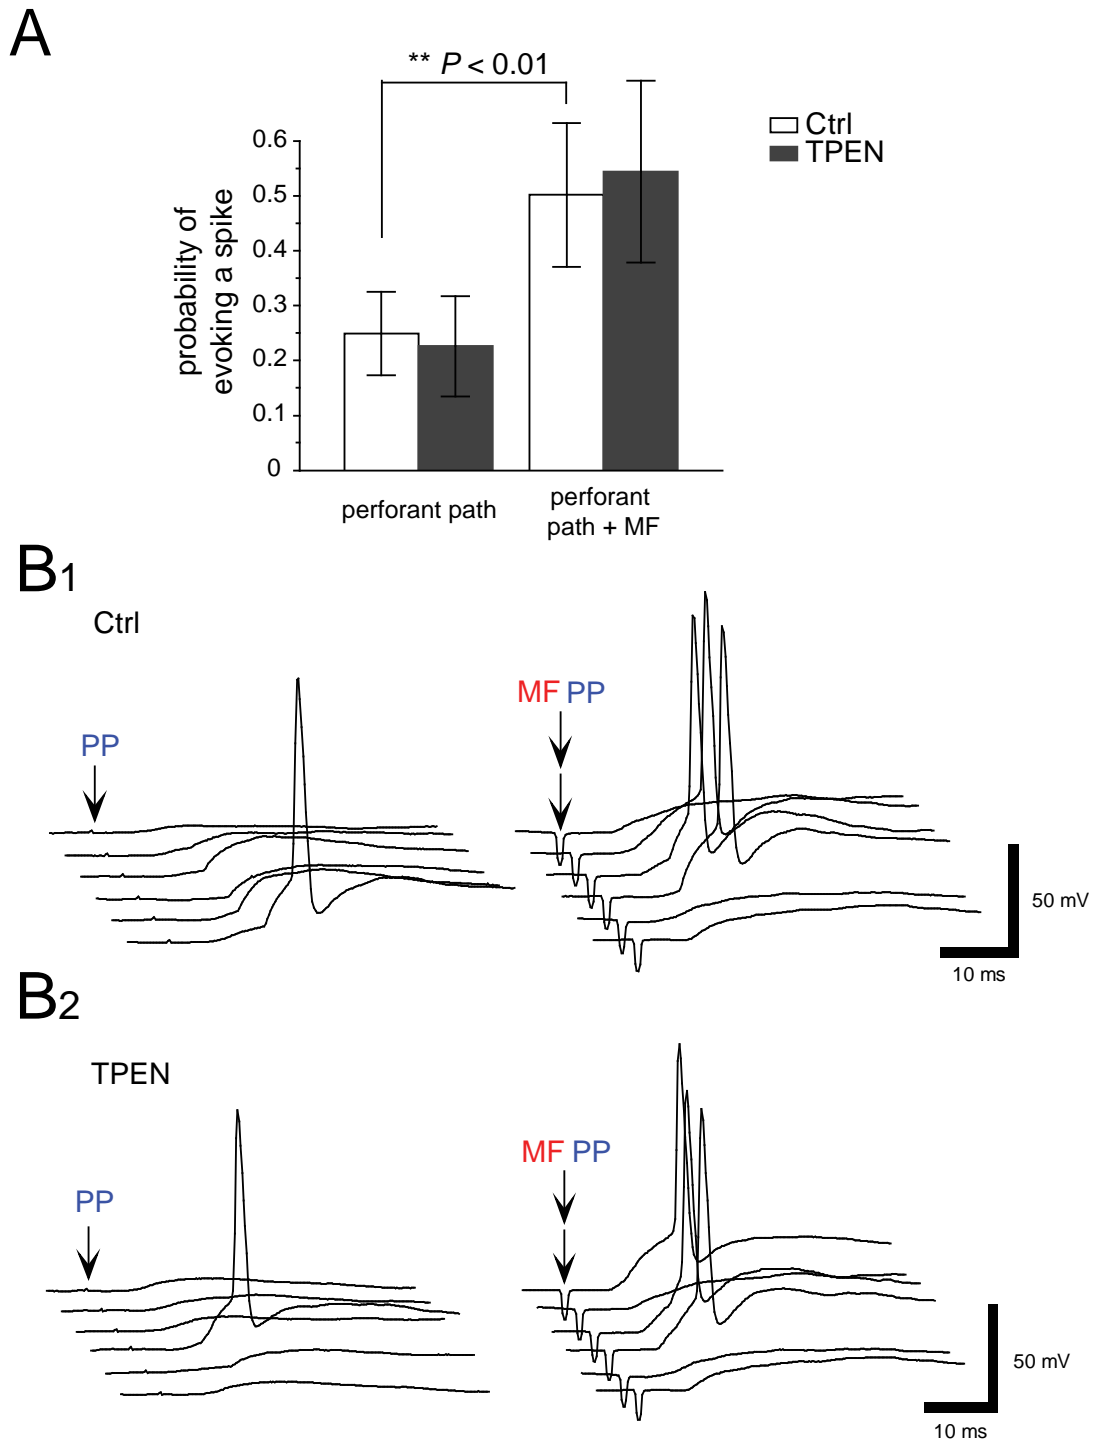 A
** P < 0.01
Ctrl
TPEN
0.6
0.5
0.4
0.3
0.2
0.1
0
probability of
evoking a spike
perforant path
perforant
path + MF
B1
Ctrl
PP
MF PP
50 mV
10 ms
B2
TPEN
PP
MF PP
50 mV
10 ms